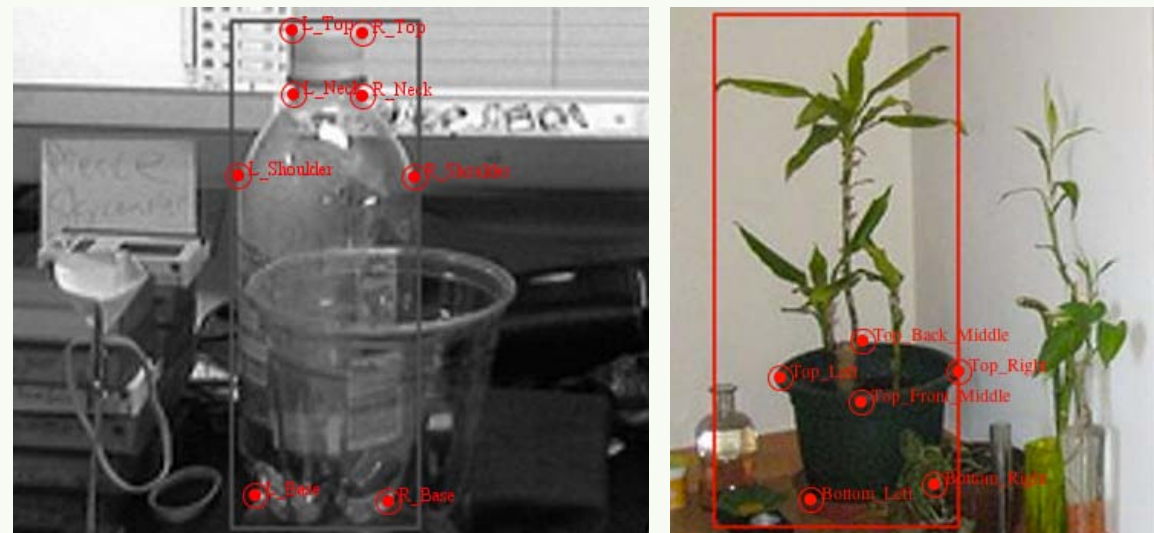 L_Top
R_Top
L_Neck
R_Neck
L_Shoulder
R_Shoulder
L_Base
R_Base
Top_Back_Middle
Top_Left
Top_Right
Top_Front_Middle
Bottom_Left
Bottom_Right